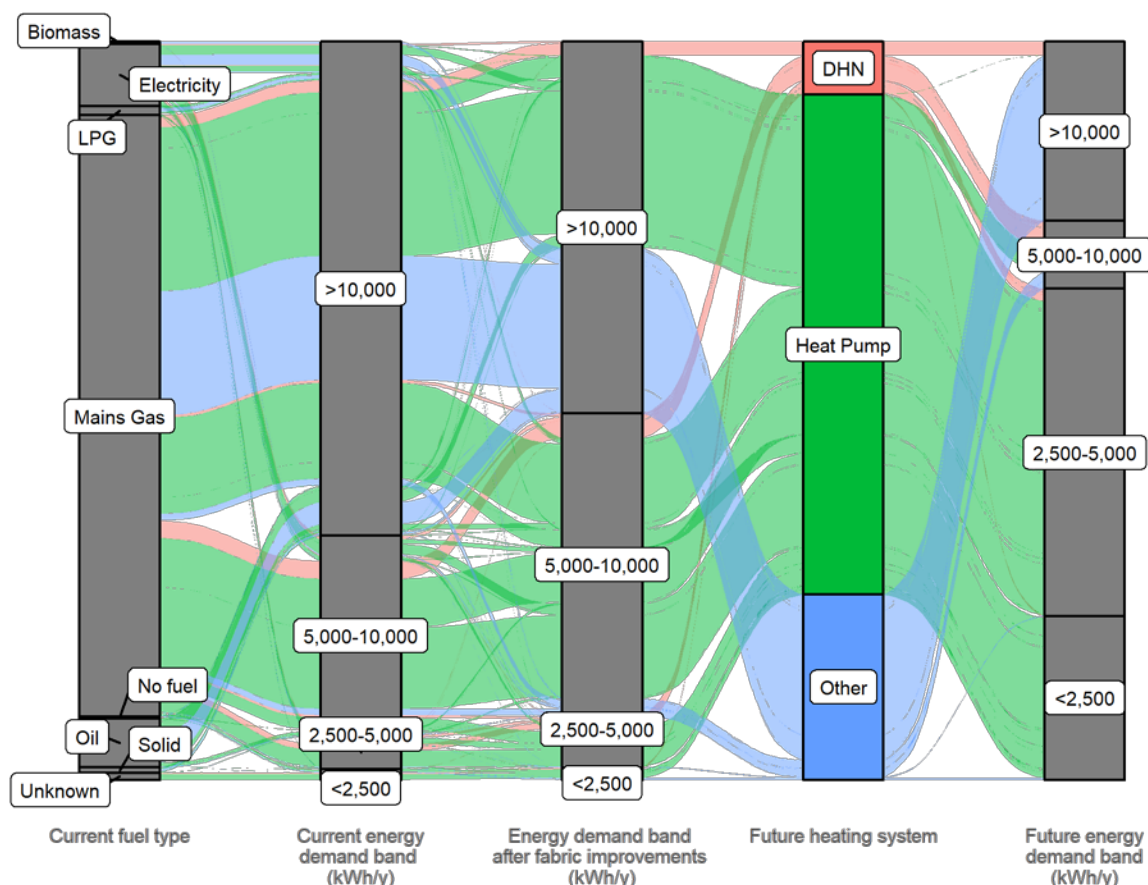 Biomass
Electricity
LPG
Mains Gas
No fuel
Oil
Solid
Unknown
>10,000
5,000-10,000
2,500-5,000
<2,500
>10,000
5,000-10,000
2,500-5,000
<2,500
DHN
Heat Pump
Other
>10,000
5,000-10,000
2,500-5,000
<2,500
Current fuel type
Current energy
demand band
(kWh/y)
Energy demand band
after fabric improvements
(kWh/y)
Future heating system
Future energy
demand band
(kWh/y)